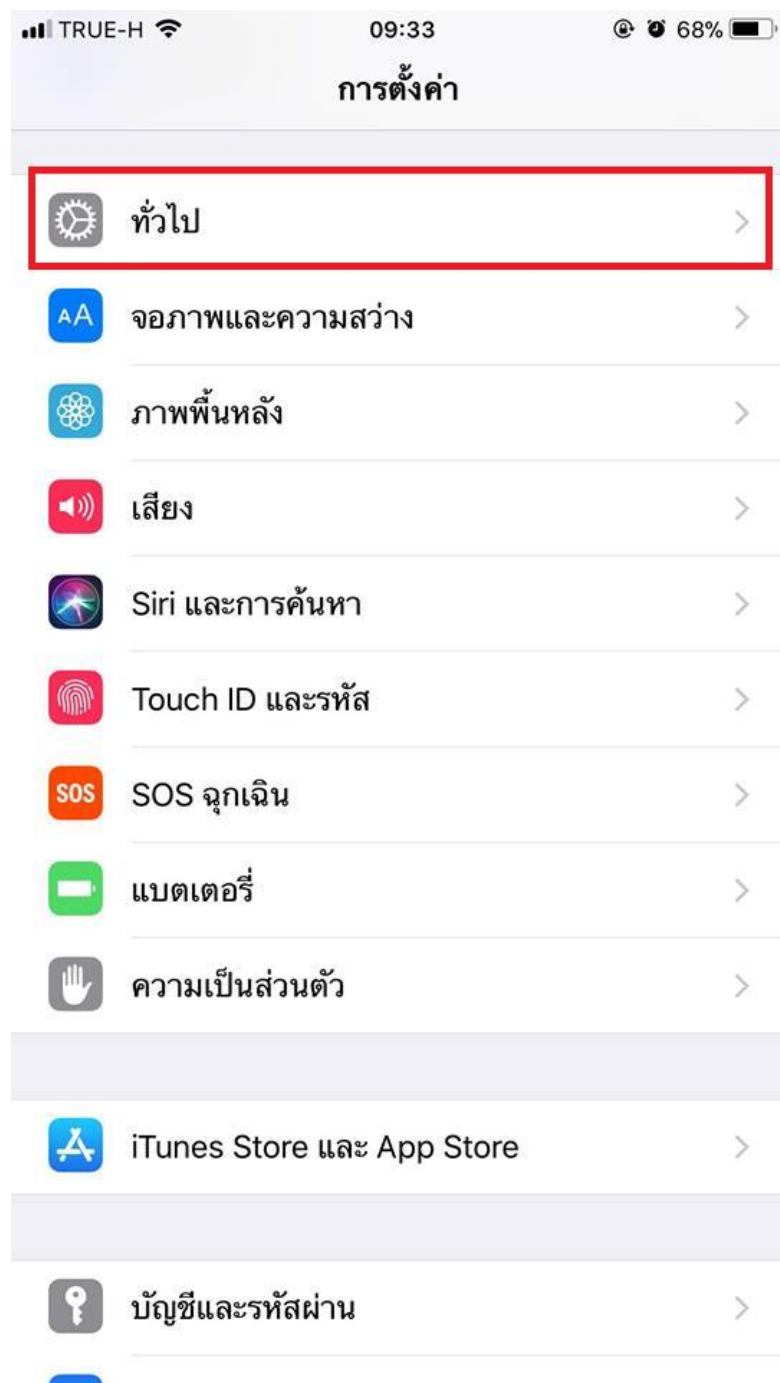 TRUE-H 09:33 68%
การตั้งค่า
ทั่วไป
AA จอภาพและความสว่าง
ภาพพื้นหลัง
เสียง
Siri และการค้นหา
Touch ID และรหัส
SOS SOS ฉุกเฉิน
แบตเตอรี่
ความเป็นส่วนตัว
iTunes Store และ App Store
บัญชีและรหัสผ่าน